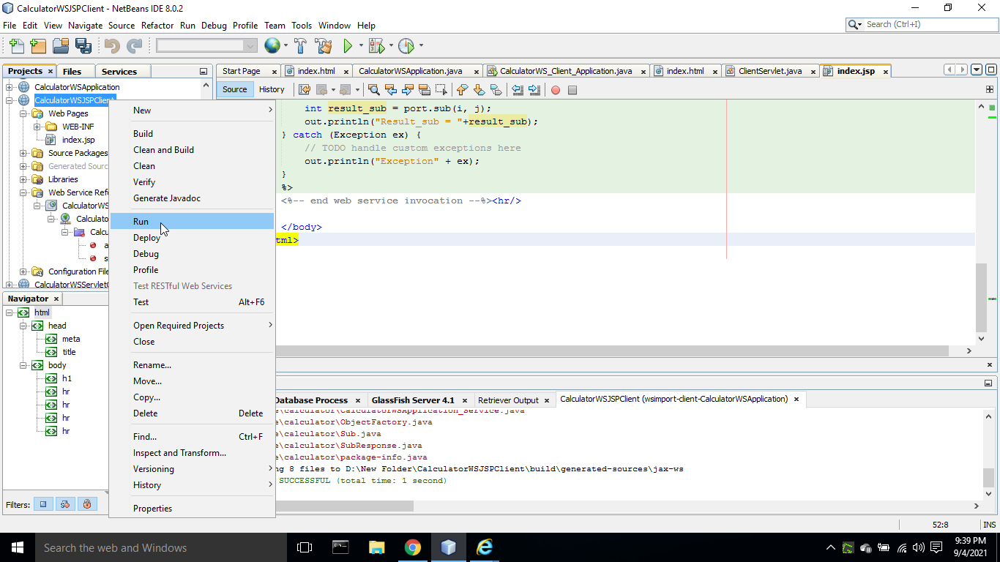 CalculatorWSJSPClient - NetBeans IDE 8.0.2
File Edit View Navigate Source Refactor Run Debug Profile Team Tools Window Help
Search (Ctrl+I)
Projects Files Services
Start Page index.html CalculatorWSApplication.java CalculatorWS_Client_Application.java index.html ClientServlet.java index.jsp
Source History
CalculatorWSApplication
CalculatorWSJSPClient
Web Pages
WEB-INF
index.jsp
Source Packages
Generated Sourc
Libraries
Web Service Refe
CalculatorWS
Calculato
Calcu
a
s
Configuration File
CalculatorWSServletC
New
Build
Clean and Build
Clean
Verify
Generate Javadoc
Run
Deploy
Debug
Profile
Test RESTful Web Services
Test Alt+F6
Open Required Projects
Close
Rename...
Move...
Copy...
Delete Delete
Find... Ctrl+F
Inspect and Transform...
Versioning
History
Properties
int result_sub = port.sub(i, j);
out.println("Result_sub = "+result_sub);
} catch (Exception ex) {
// TODO handle custom exceptions here
out.println("Exception" + ex);
}
%>
<%-- end web service invocation --%><hr/>
</body>
tml>
Navigator
html
head
meta
title
body
h1
hr
hr
hr
hr
Filters:
Database Process GlassFish Server 4.1 Retriever Output CalculatorWSJSPClient (wsimport-client-CalculatorWSApplication)
e\calculator\CalculatorWSApplication_Service.java
e\calculator\ObjectFactory.java
e\calculator\Sub.java
e\calculator\SubResponse.java
e\calculator\package-info.java
ng 8 files to D:\New Folder\CalculatorWSJSPClient\build\generated-sources\jax-ws
SUCCESSFUL (total time: 1 second)
52:8 INS
Search the web and Windows
9:39 PM
9/4/2021